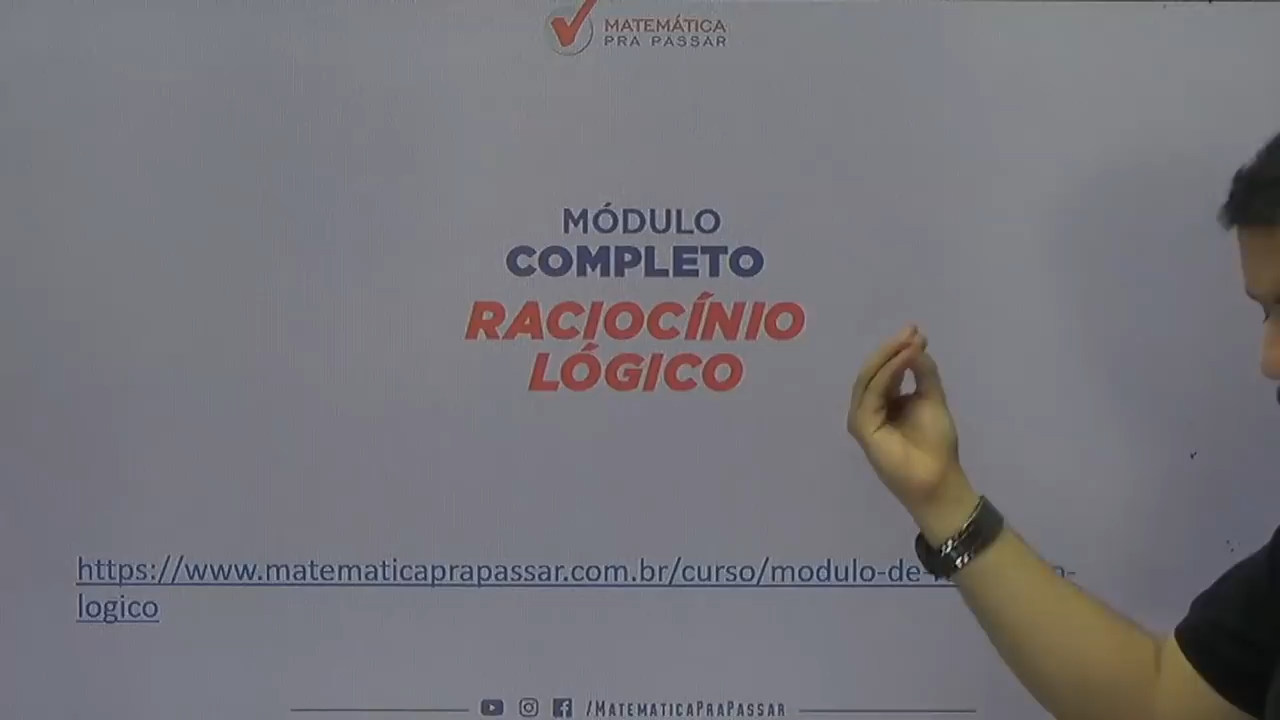 MATEMÁTICA
PRA PASSAR
MÓDULO
COMPLETO
RACIOCÍNIO
LÓGICO
https://www.matematicaprapassar.com.br/curso/modulo-de-
logico
/MATEMATICAPRAPASSAR